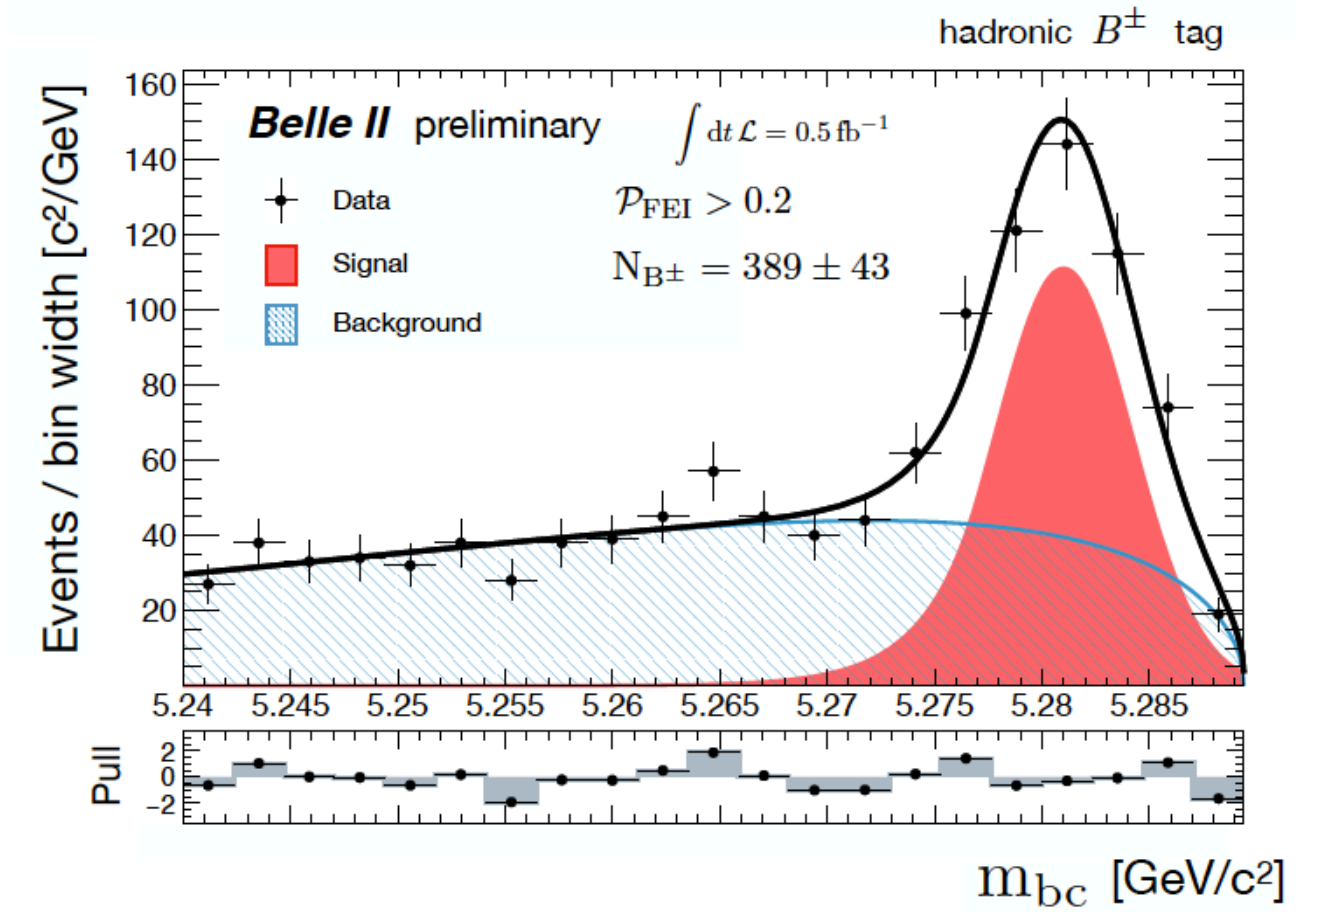 hadronic B± tag
Events / bin width [c²/GeV]
160
140
120
100
80
60
40
20
Belle II preliminary
∫ dt 𝓛 = 0.5 fb⁻¹
Data
𝒫FEI > 0.2
Signal
N_B± = 389 ± 43
Background
5.24 5.245 5.25 5.255 5.26 5.265 5.27 5.275 5.28 5.285
Pull
2
0
−2
m_bc [GeV/c²]